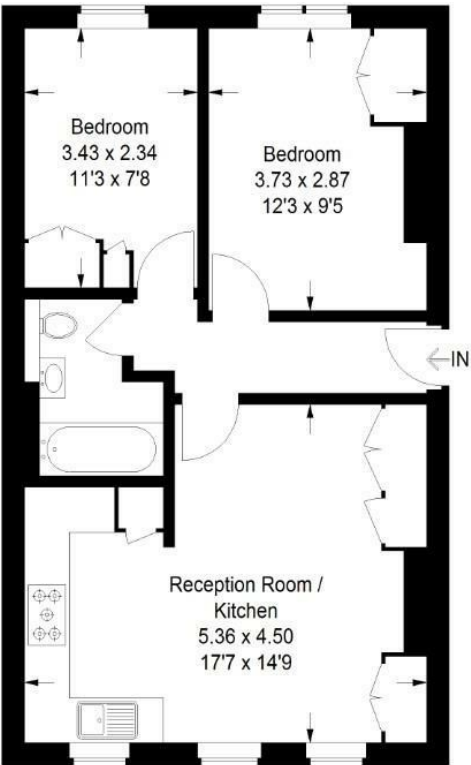 Bedroom
3.43 x 2.34
11'3 x 7'8
Bedroom
3.73 x 2.87
12'3 x 9'5
IN
Reception Room /
Kitchen
5.36 x 4.50
17'7 x 14'9